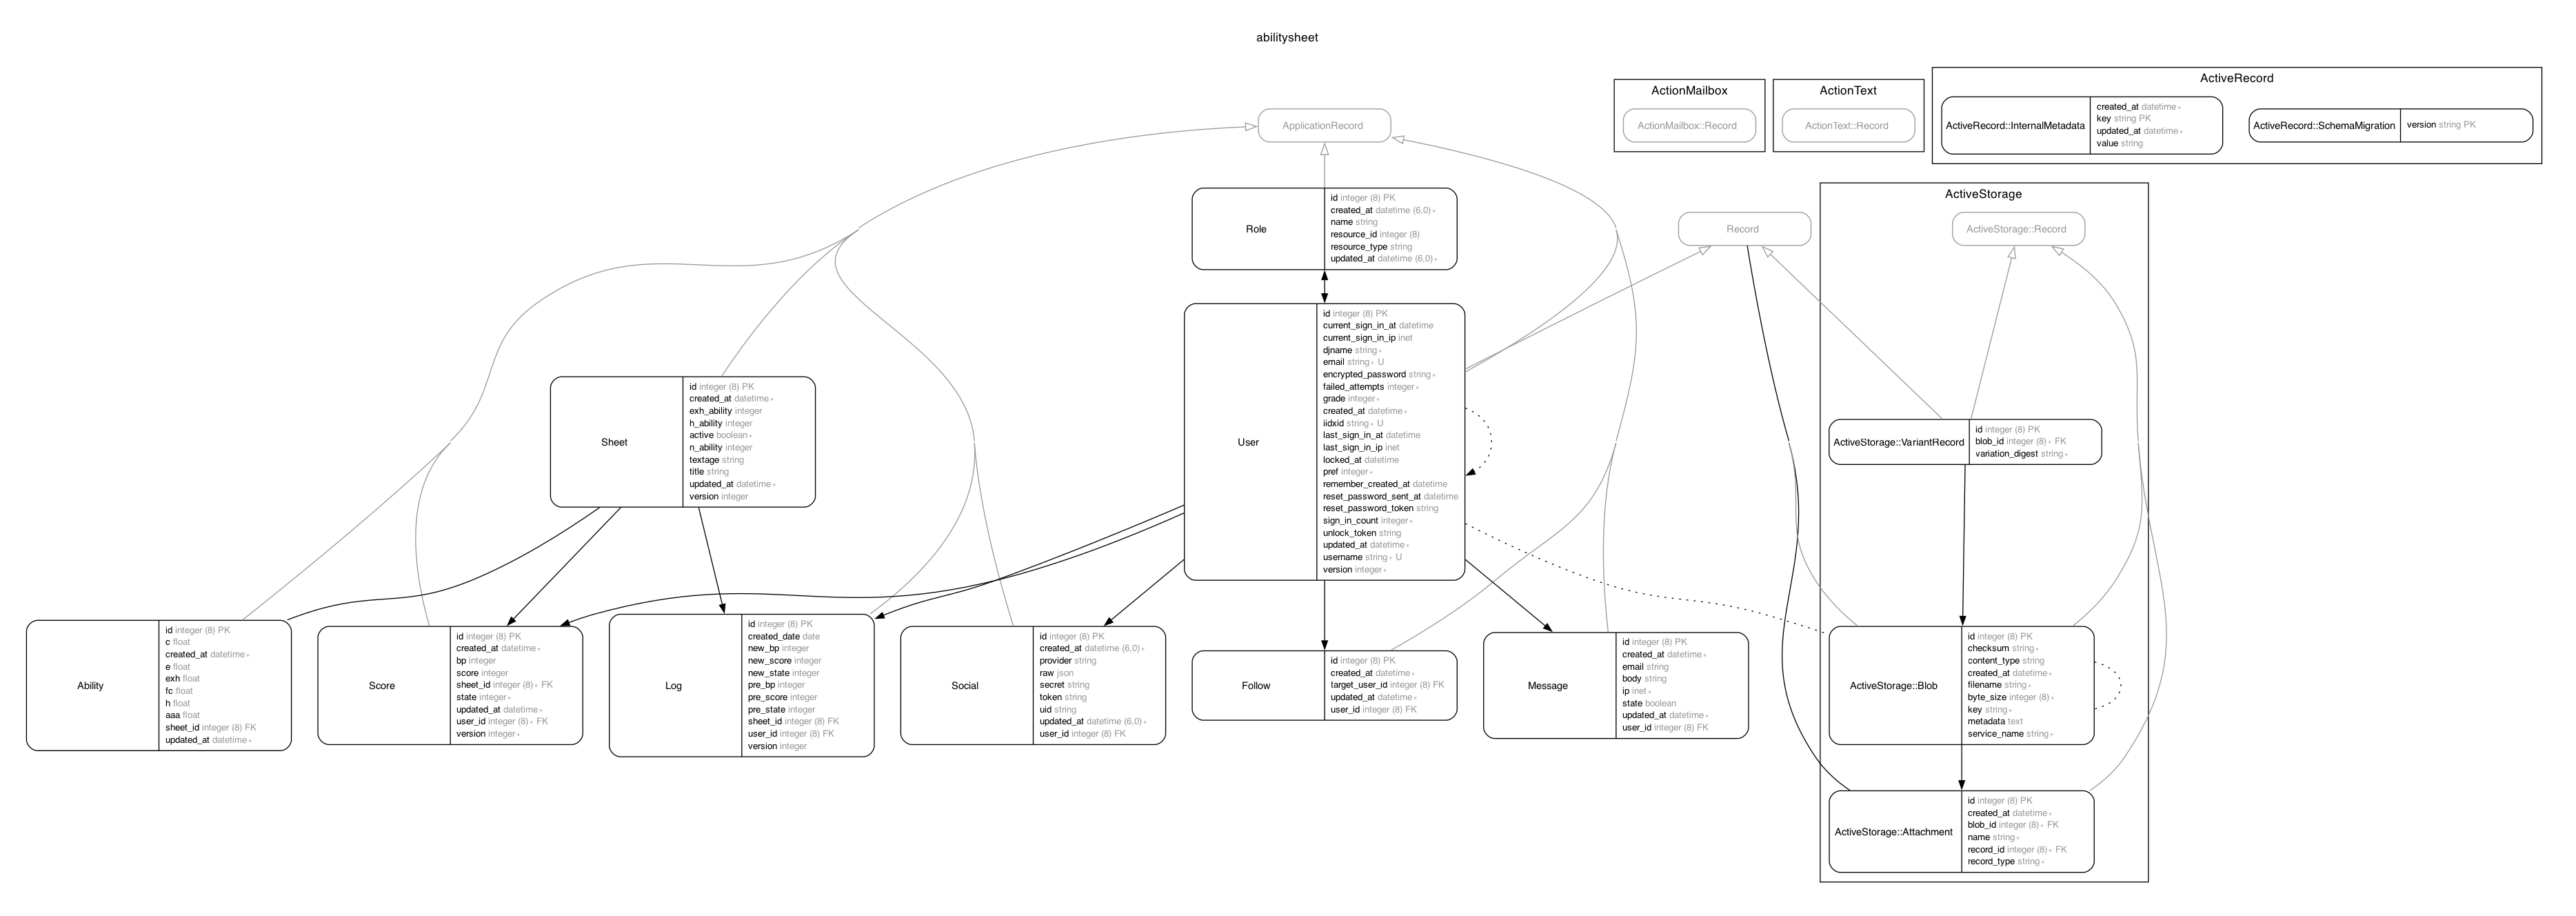 abilitysheet
ActionMailbox
ActionMailbox::Record
ActionText
ActionText::Record
ActiveRecord
ActiveRecord::InternalMetadata
created_at datetime ∗
key string PK
updated_at datetime ∗
value string
ActiveRecord::SchemaMigration
version string PK
ApplicationRecord
Role
id integer (8) PK
created_at datetime (6,0) ∗
name string
resource_id integer (8)
resource_type string
updated_at datetime (6,0) ∗
Record
ActiveStorage
ActiveStorage::Record
Sheet
id integer (8) PK
created_at datetime ∗
exh_ability integer
h_ability integer
active boolean ∗
n_ability integer
textage string
title string
updated_at datetime ∗
version integer
User
id integer (8) PK
current_sign_in_at datetime
current_sign_in_ip inet
djname string ∗
email string ∗ U
encrypted_password string ∗
failed_attempts integer ∗
grade integer ∗
created_at datetime ∗
iidxid string ∗ U
last_sign_in_at datetime
last_sign_in_ip inet
locked_at datetime
pref integer ∗
remember_created_at datetime
reset_password_sent_at datetime
reset_password_token string
sign_in_count integer ∗
unlock_token string
updated_at datetime ∗
username string ∗ U
version integer ∗
ActiveStorage::VariantRecord
id integer (8) PK
blob_id integer (8) ∗ FK
variation_digest string ∗
Ability
id integer (8) PK
c float
created_at datetime ∗
e float
exh float
fc float
h float
aaa float
sheet_id integer (8) FK
updated_at datetime ∗
Score
id integer (8) PK
created_at datetime ∗
bp integer
score integer
sheet_id integer (8) ∗ FK
state integer ∗
updated_at datetime ∗
user_id integer (8) ∗ FK
version integer ∗
Log
id integer (8) PK
created_date date
new_bp integer
new_score integer
new_state integer
pre_bp integer
pre_score integer
pre_state integer
sheet_id integer (8) FK
user_id integer (8) FK
version integer
Social
id integer (8) PK
created_at datetime (6,0) ∗
provider string
raw json
secret string
token string
uid string
updated_at datetime (6,0) ∗
user_id integer (8) FK
Follow
id integer (8) PK
created_at datetime ∗
target_user_id integer (8) FK
updated_at datetime ∗
user_id integer (8) FK
Message
id integer (8) PK
created_at datetime ∗
email string
body string
ip inet ∗
state boolean
updated_at datetime ∗
user_id integer (8) FK
ActiveStorage::Blob
id integer (8) PK
checksum string ∗
content_type string
created_at datetime ∗
filename string ∗
byte_size integer (8) ∗
key string ∗
metadata text
service_name string ∗
ActiveStorage::Attachment
id integer (8) PK
created_at datetime ∗
blob_id integer (8) ∗ FK
name string ∗
record_id integer (8) ∗ FK
record_type string ∗